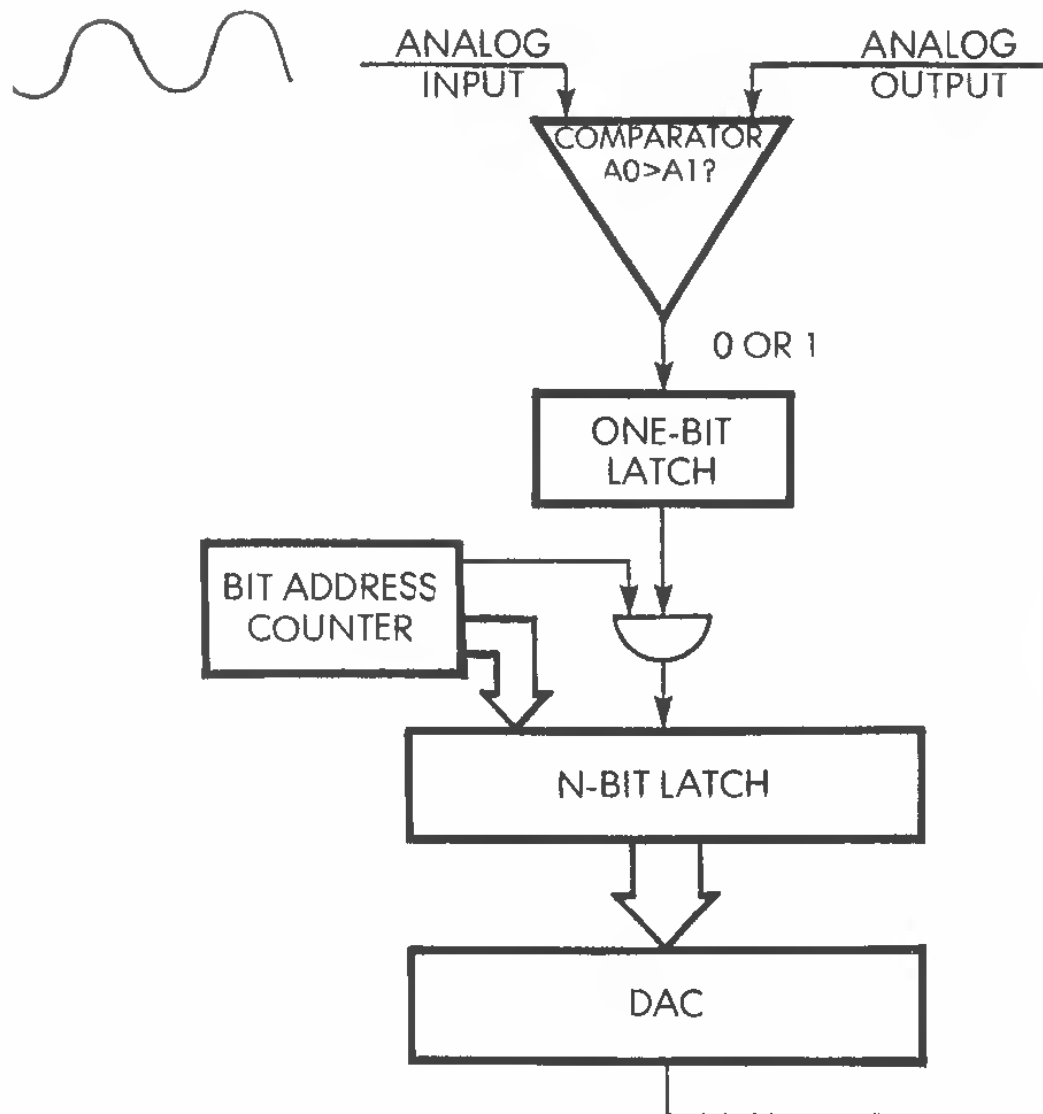 ANALOG
INPUT
ANALOG
OUTPUT
COMPARATOR
A0>A1?
0 OR 1
ONE-BIT
LATCH
BIT ADDRESS
COUNTER
N-BIT LATCH
DAC